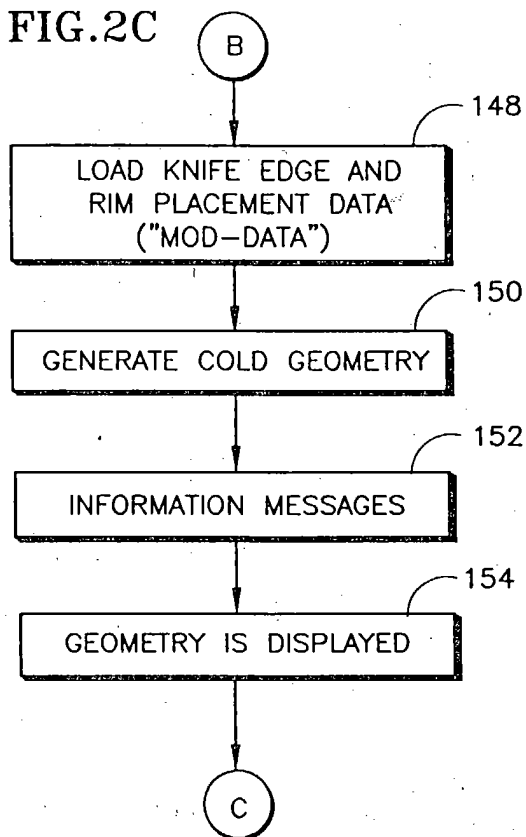 FIG.2C
B
148
LOAD KNIFE EDGE AND
RIM PLACEMENT DATA
("MOD-DATA")
150
GENERATE COLD GEOMETRY
152
INFORMATION MESSAGES
154
GEOMETRY IS DISPLAYED
C